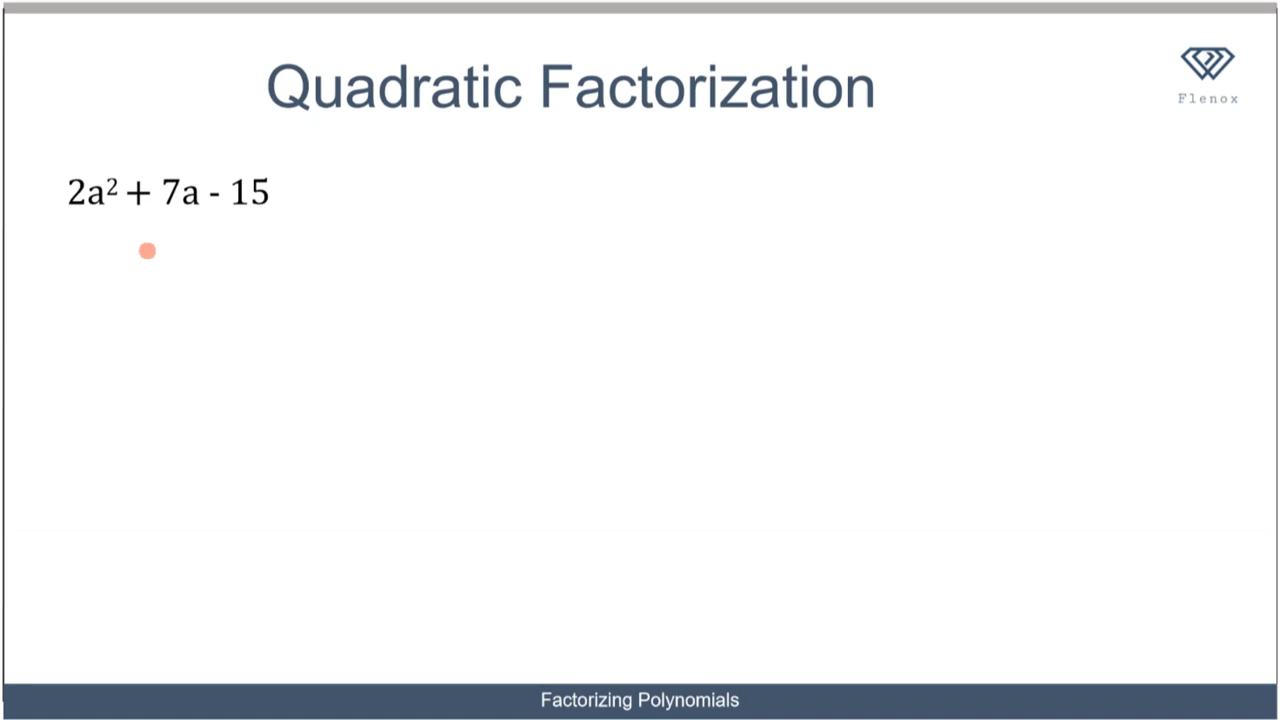 Quadratic Factorization
Flenox
2a² + 7a - 15
Factorizing Polynomials